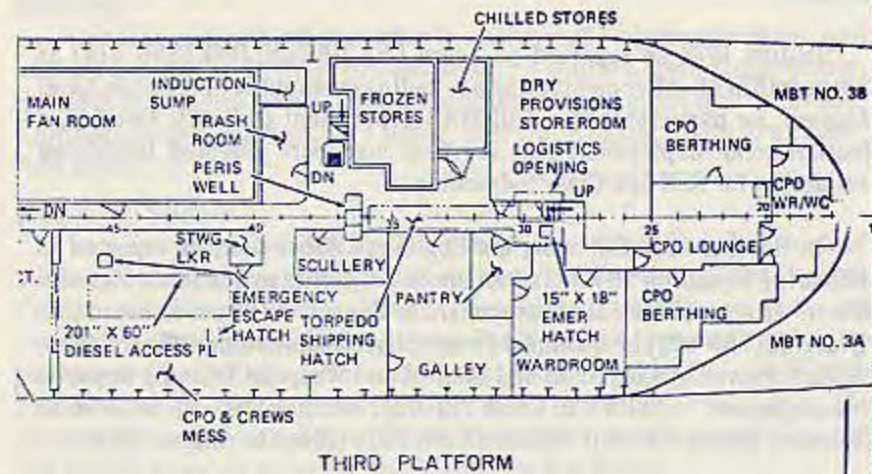 CHILLED STORES
MAIN
FAN ROOM
INDUCTION
SUMP
TRASH
ROOM
PERIS
WELL
UP
DN
FROZEN
STORES
DRY
PROVISIONS
STOREROOM
LOGISTICS
OPENING
UP
CPO
BERTHING
MBT NO. 3B
CPO
WR/WC
DN
45
40
35
30
25
20
STWG
LKR
SCULLERY
PANTRY
CPO LOUNGE
CPO
BERTHING
201" X 60"
DIESEL ACCESS PL
EMERGENCY
ESCAPE
HATCH
TORPEDO
SHIPPING
HATCH
GALLEY
15" X 18"
EMER
HATCH
WARDROOM
MBT NO. 3A
CPO & CREWS
MESS
THIRD PLATFORM